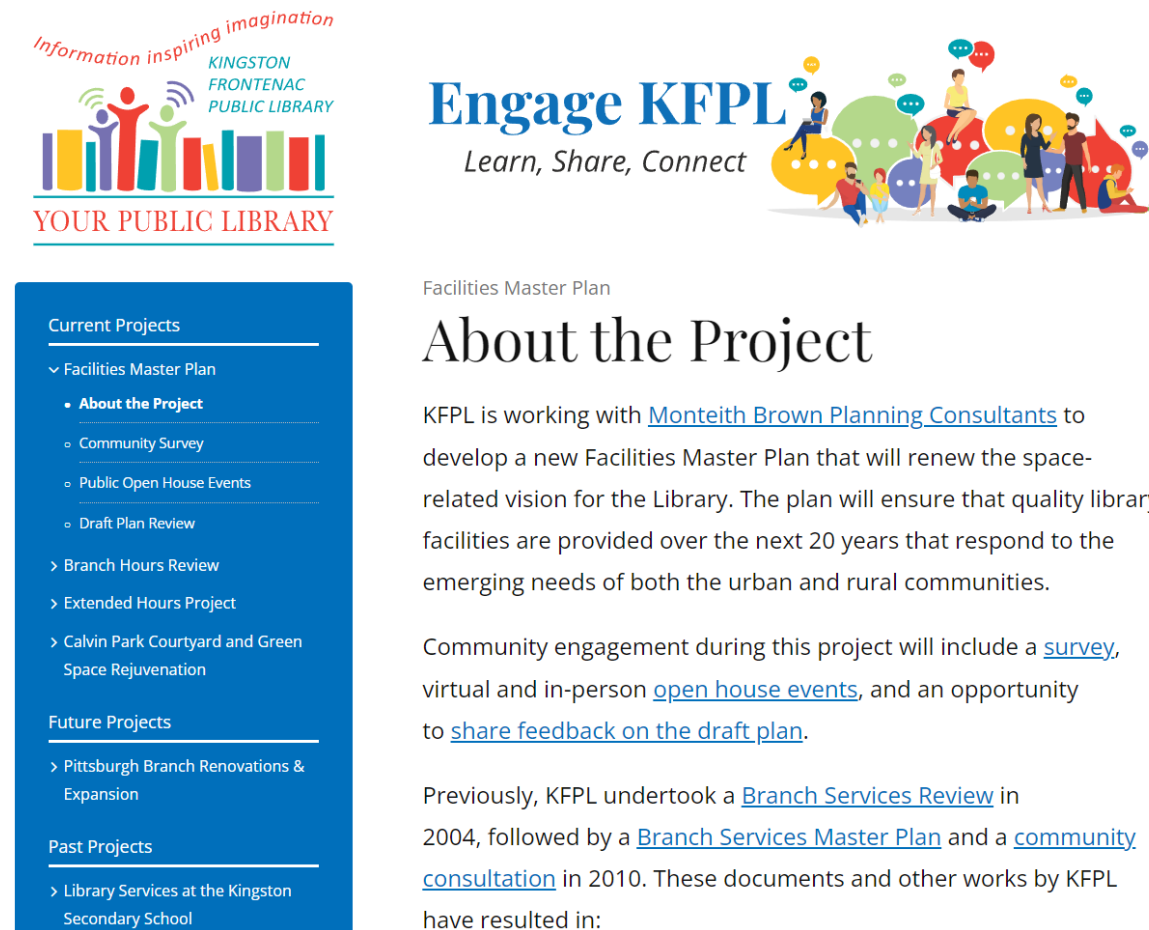 Information inspiring imagination
KINGSTON
FRONTENAC
PUBLIC LIBRARY
YOUR PUBLIC LIBRARY
Engage KFPL
Learn, Share, Connect
Current Projects
Facilities Master Plan
About the Project
Community Survey
Public Open House Events
Draft Plan Review
Branch Hours Review
Extended Hours Project
Calvin Park Courtyard and Green
Space Rejuvenation
Future Projects
Pittsburgh Branch Renovations &
Expansion
Past Projects
Library Services at the Kingston
Secondary School
Facilities Master Plan
About the Project
KFPL is working with Monteith Brown Planning Consultants to
develop a new Facilities Master Plan that will renew the space-
related vision for the Library. The plan will ensure that quality library
facilities are provided over the next 20 years that respond to the
emerging needs of both the urban and rural communities.
Community engagement during this project will include a survey,
virtual and in-person open house events, and an opportunity
to share feedback on the draft plan.
Previously, KFPL undertook a Branch Services Review in
2004, followed by a Branch Services Master Plan and a community
consultation in 2010. These documents and other works by KFPL
have resulted in: